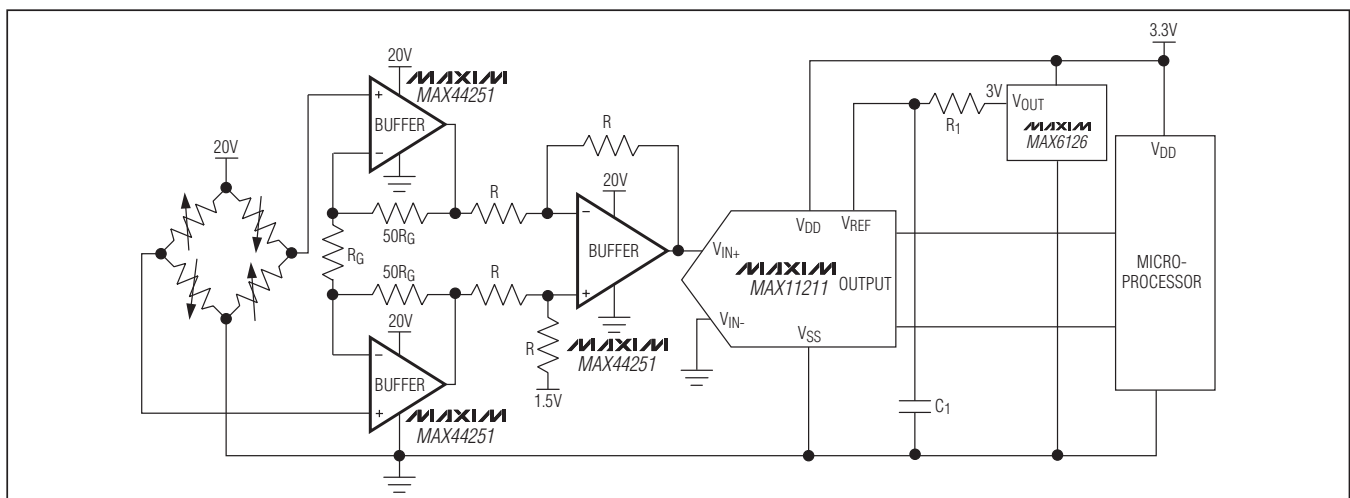 3.3V
20V
MAXIM
MAX44251
+
BUFFER
−
3V
VOUT
MAXIM
MAX6126
R1
R
VDD
20V
20V
50RG
R
−
BUFFER
+
VDD
VREF
VIN+
MAXIM
MAX11211
OUTPUT
VIN-
VSS
MICRO-
PROCESSOR
RG
50RG
R
20V
−
BUFFER
+
R
1.5V
MAXIM
MAX44251
MAXIM
MAX44251
C1